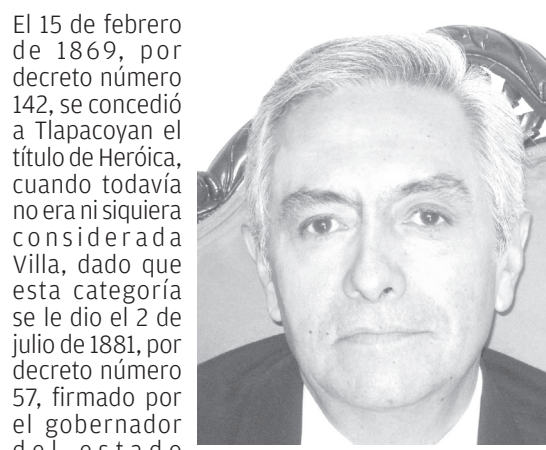 El 15 de febrero
de 1869, por
decreto número
142, se concedió
a Tlapacoyan el
título de Heróica,
cuando todavía
no era ni siquiera
considerada
Villa, dado que
esta categoría
se le dio el 2 de
julio de 1881, por
decreto número
57, firmado por
el gobernador
del estado